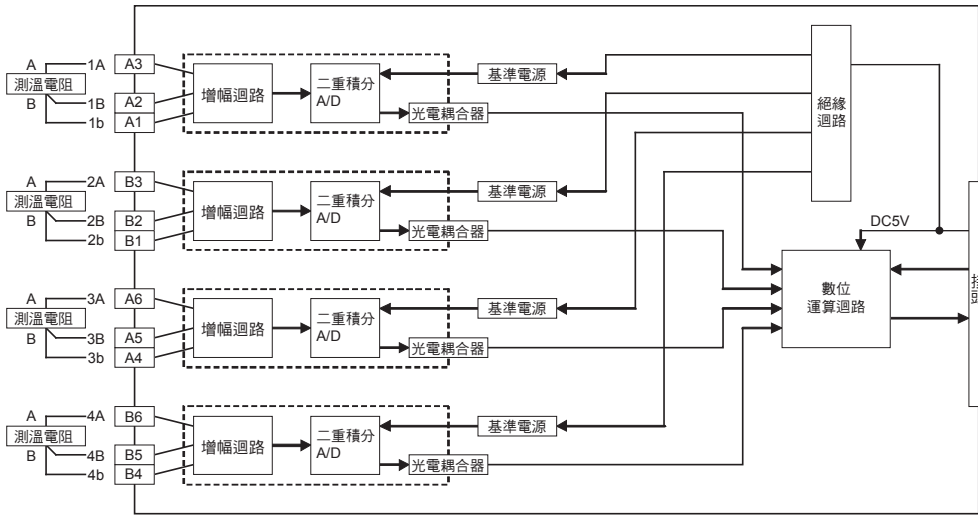 A
測溫電阻
B
1A
1B
1b
A3
A2
A1
增幅迴路
二重積分
A/D
基準電源
光電耦合器
A
測溫電阻
B
2A
2B
2b
B3
B2
B1
增幅迴路
二重積分
A/D
基準電源
光電耦合器
A
測溫電阻
B
3A
3B
3b
A6
A5
A4
增幅迴路
二重積分
A/D
基準電源
光電耦合器
A
測溫電阻
B
4A
4B
4b
B6
B5
B4
增幅迴路
二重積分
A/D
基準電源
光電耦合器
絕緣
迴路
DC5V
數位
運算迴路